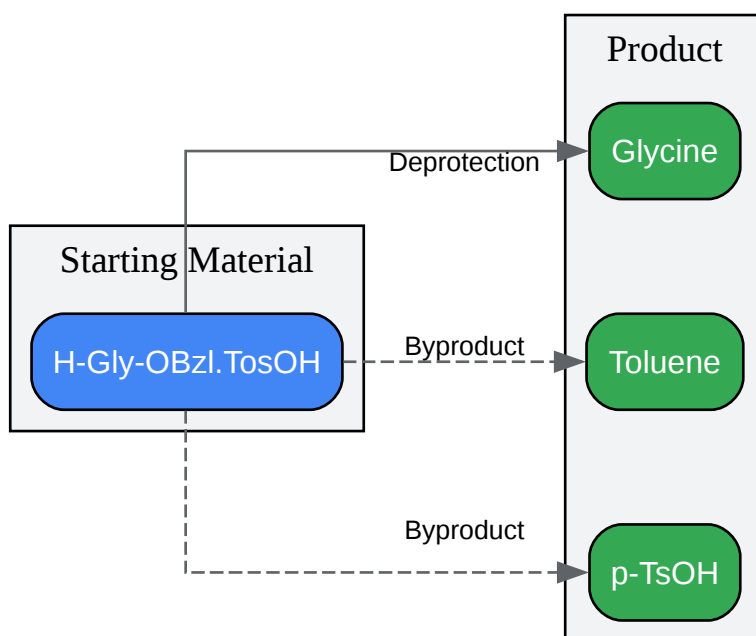 Product
Glycine
Deprotection
Starting Material
H-Gly-OBzl.TosOH
Byproduct
Toluene
Byproduct
p-TsOH